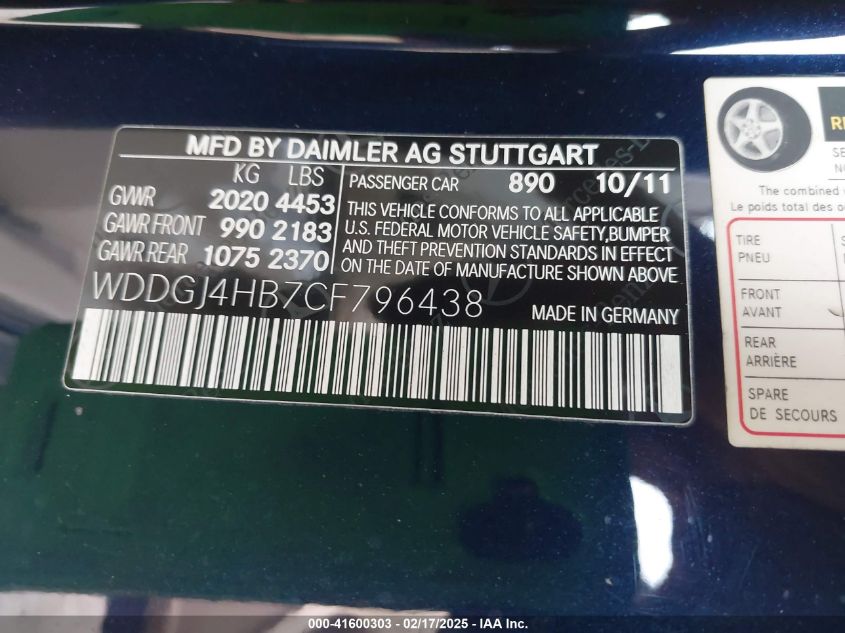 MFD BY DAIMLER AG STUTTGART
KG LBS
GVWR 2020 4453
GAWR FRONT 990 2183
GAWR REAR 1075 2370
PASSENGER CAR 890 10/11
THIS VEHICLE CONFORMS TO ALL APPLICABLE
U.S. FEDERAL MOTOR VEHICLE SAFETY,BUMPER
AND THEFT PREVENTION STANDARDS IN EFFECT
ON THE DATE OF MANUFACTURE SHOWN ABOVE
WDDGJ4HB7CF796438
MADE IN GERMANY
The combined
Le poids total des
TIRE
PNEU
FRONT
AVANT
REAR
ARRIÈRE
SPARE
DE SECOURS
000-41600303 - 02/17/2025 - IAA Inc.